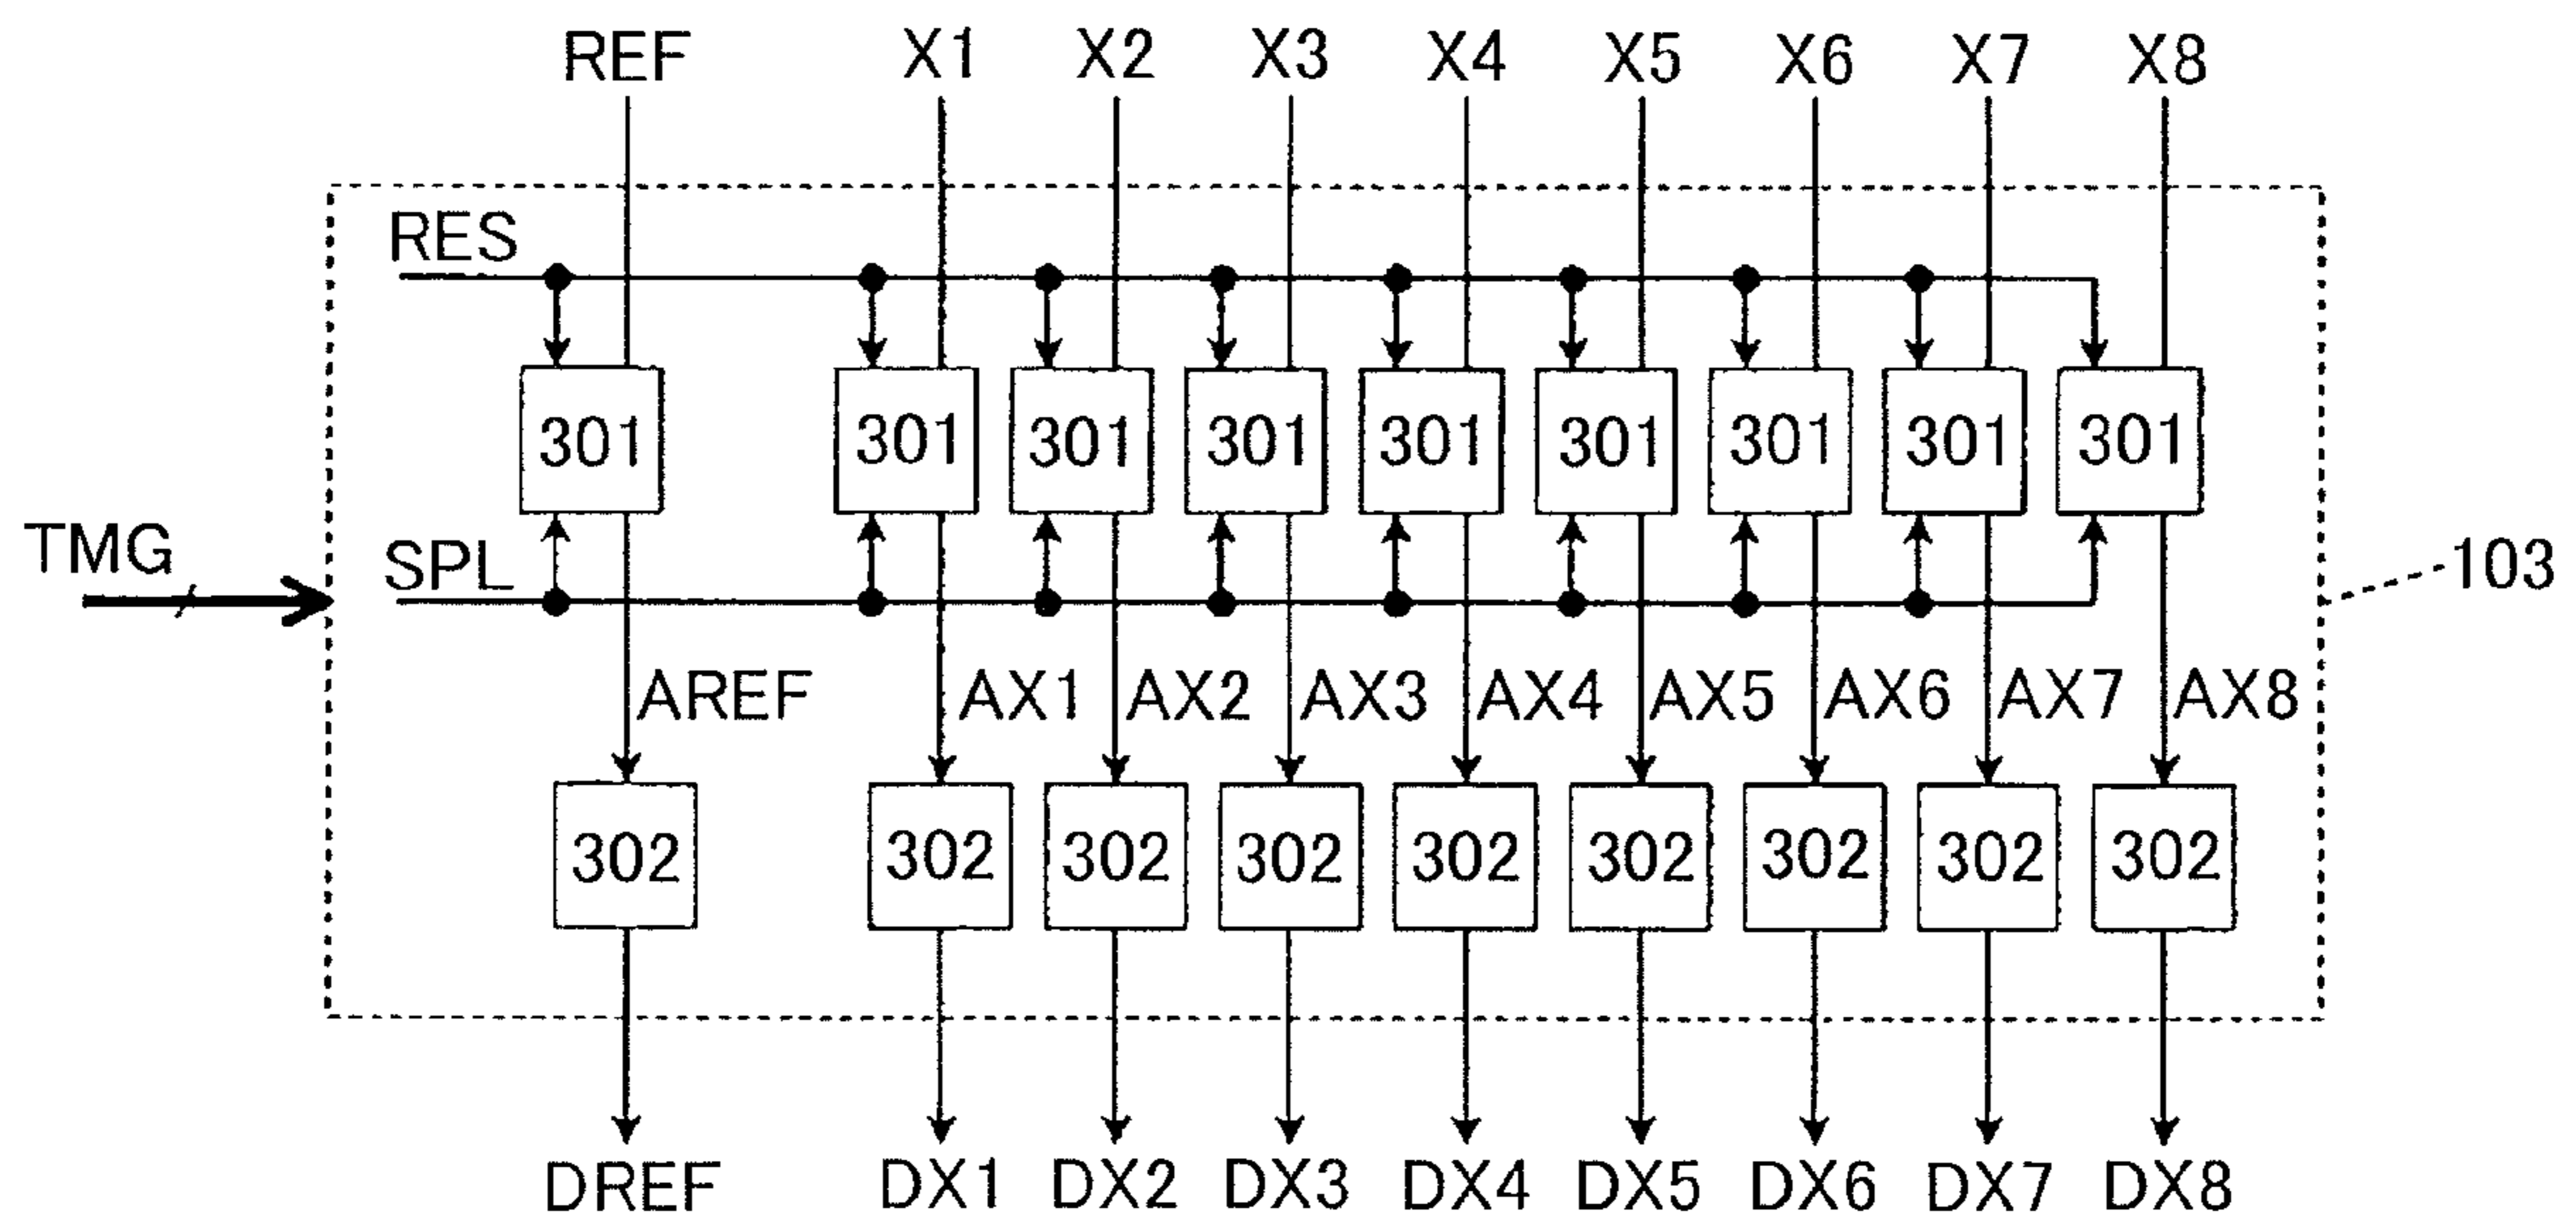 REF X1 X2 X3 X4 X5 X6 X7 X8
RES
301 301 301 301 301 301 301 301 301
TMG SPL 103
AREF AX1 AX2 AX3 AX4 AX5 AX6 AX7 AX8
302 302 302 302 302 302 302 302 302
DREF DX1 DX2 DX3 DX4 DX5 DX6 DX7 DX8